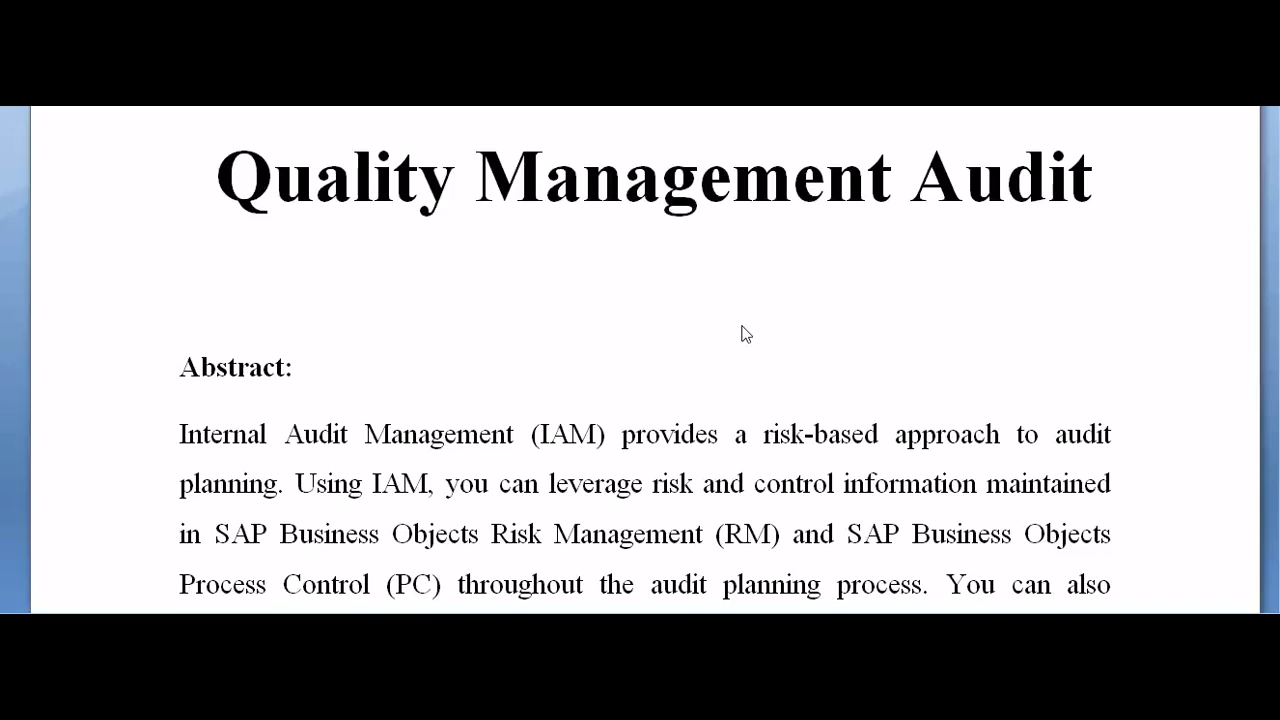 Quality Management Audit
Abstract:
Internal Audit Management (IAM) provides a risk-based approach to audit
planning. Using IAM, you can leverage risk and control information maintained
in SAP Business Objects Risk Management (RM) and SAP Business Objects
Process Control (PC) throughout the audit planning process. You can also